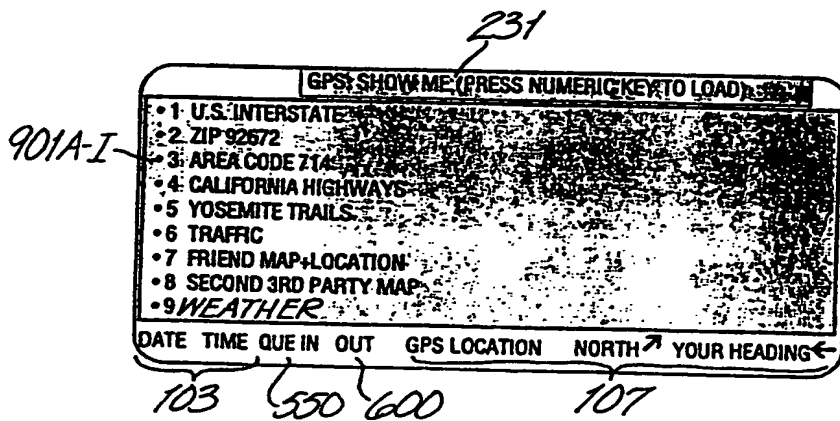 231
GPS: SHOW ME (PRESS NUMERIC KEY TO LOAD)
901A-I
• 1 U.S. INTERSTATE
• 2 ZIP 92672
• 3 AREA CODE 714
• 4 CALIFORNIA HIGHWAYS
• 5 YOSEMITE TRAILS
• 6 TRAFFIC
• 7 FRIEND MAP+LOCATION
• 8 SECOND 3RD PARTY MAP
• 9 WEATHER
DATE TIME QUE IN OUT GPS LOCATION NORTH ↗ YOUR HEADING ←
103 550 600 107